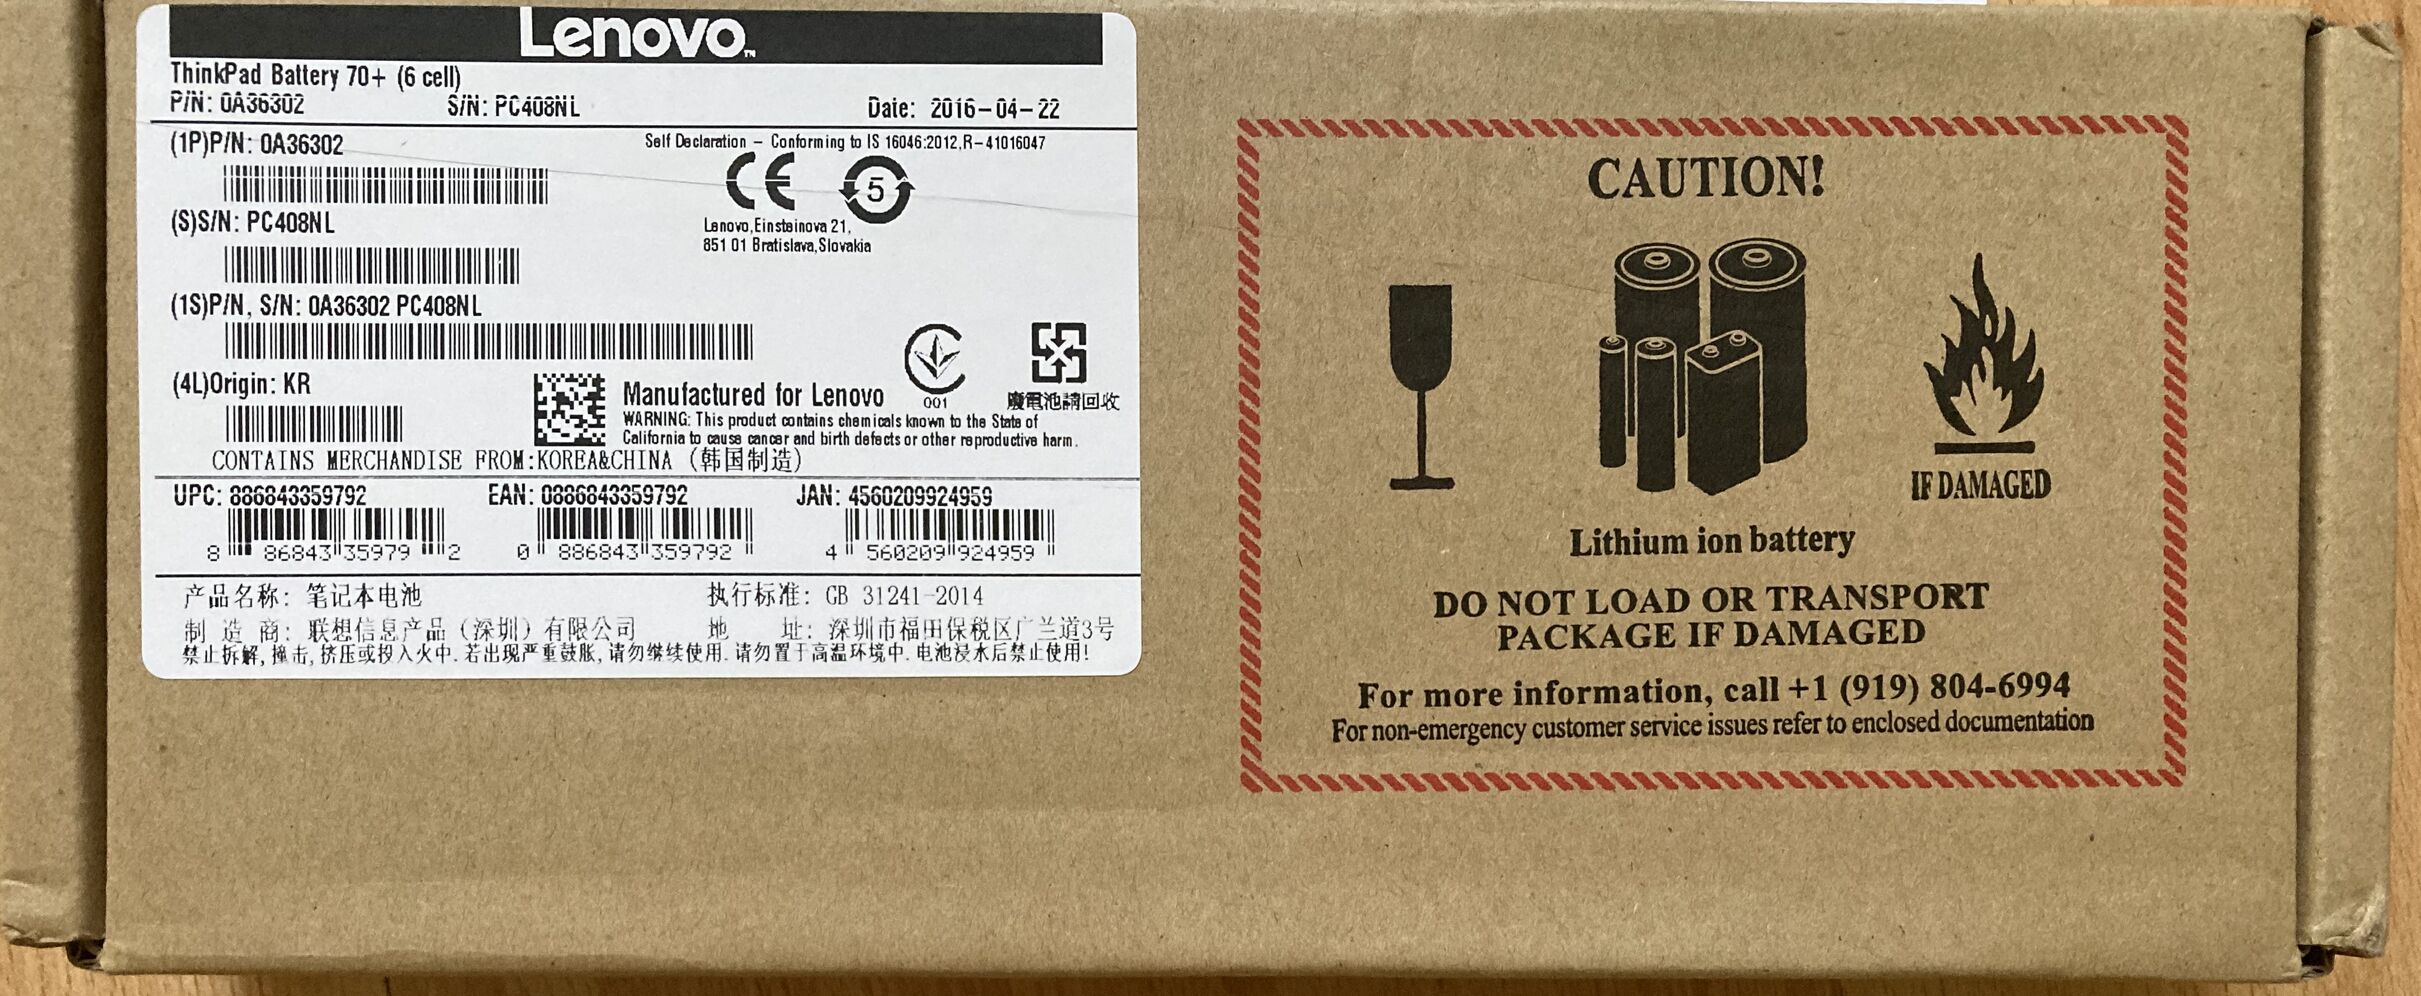 Lenovo™
ThinkPad Battery 70+ (6 cell)
P/N: 0A36302 S/N: PC408NL Date: 2016-04-22
(1P)P/N: 0A36302
Self Declaration - Conforming to IS 16046:2012,R-41016047
CE 5
(S)S/N: PC408NL
Lenovo,Einsteinova 21,
851 01 Bratislava,Slovakia
(1S)P/N, S/N: 0A36302 PC408NL
(4L)Origin: KR
Manufactured for Lenovo
WARNING: This product contains chemicals known to the State of
California to cause cancer and birth defects or other reproductive harm.
001
廢電池請回收
CONTAINS MERCHANDISE FROM:KOREA&CHINA (韩国制造)
UPC: 886843359792 EAN: 0886843359792 JAN: 4560209924959
8 86843 35979 2 0 886843 359792 4 560209 924959
产品名称: 笔记本电池 执行标准: GB 31241-2014
制 造 商: 联想信息产品 (深圳) 有限公司 地 址: 深圳市福田保税区广兰道3号
禁止拆解,撞击,挤压或投入火中.若出现严重鼓胀,请勿继续使用.请勿置于高温环境中.电池浸水后禁止使用!
CAUTION!
IF DAMAGED
Lithium ion battery
DO NOT LOAD OR TRANSPORT
PACKAGE IF DAMAGED
For more information, call +1 (919) 804-6994
For non-emergency customer service issues refer to enclosed documentation